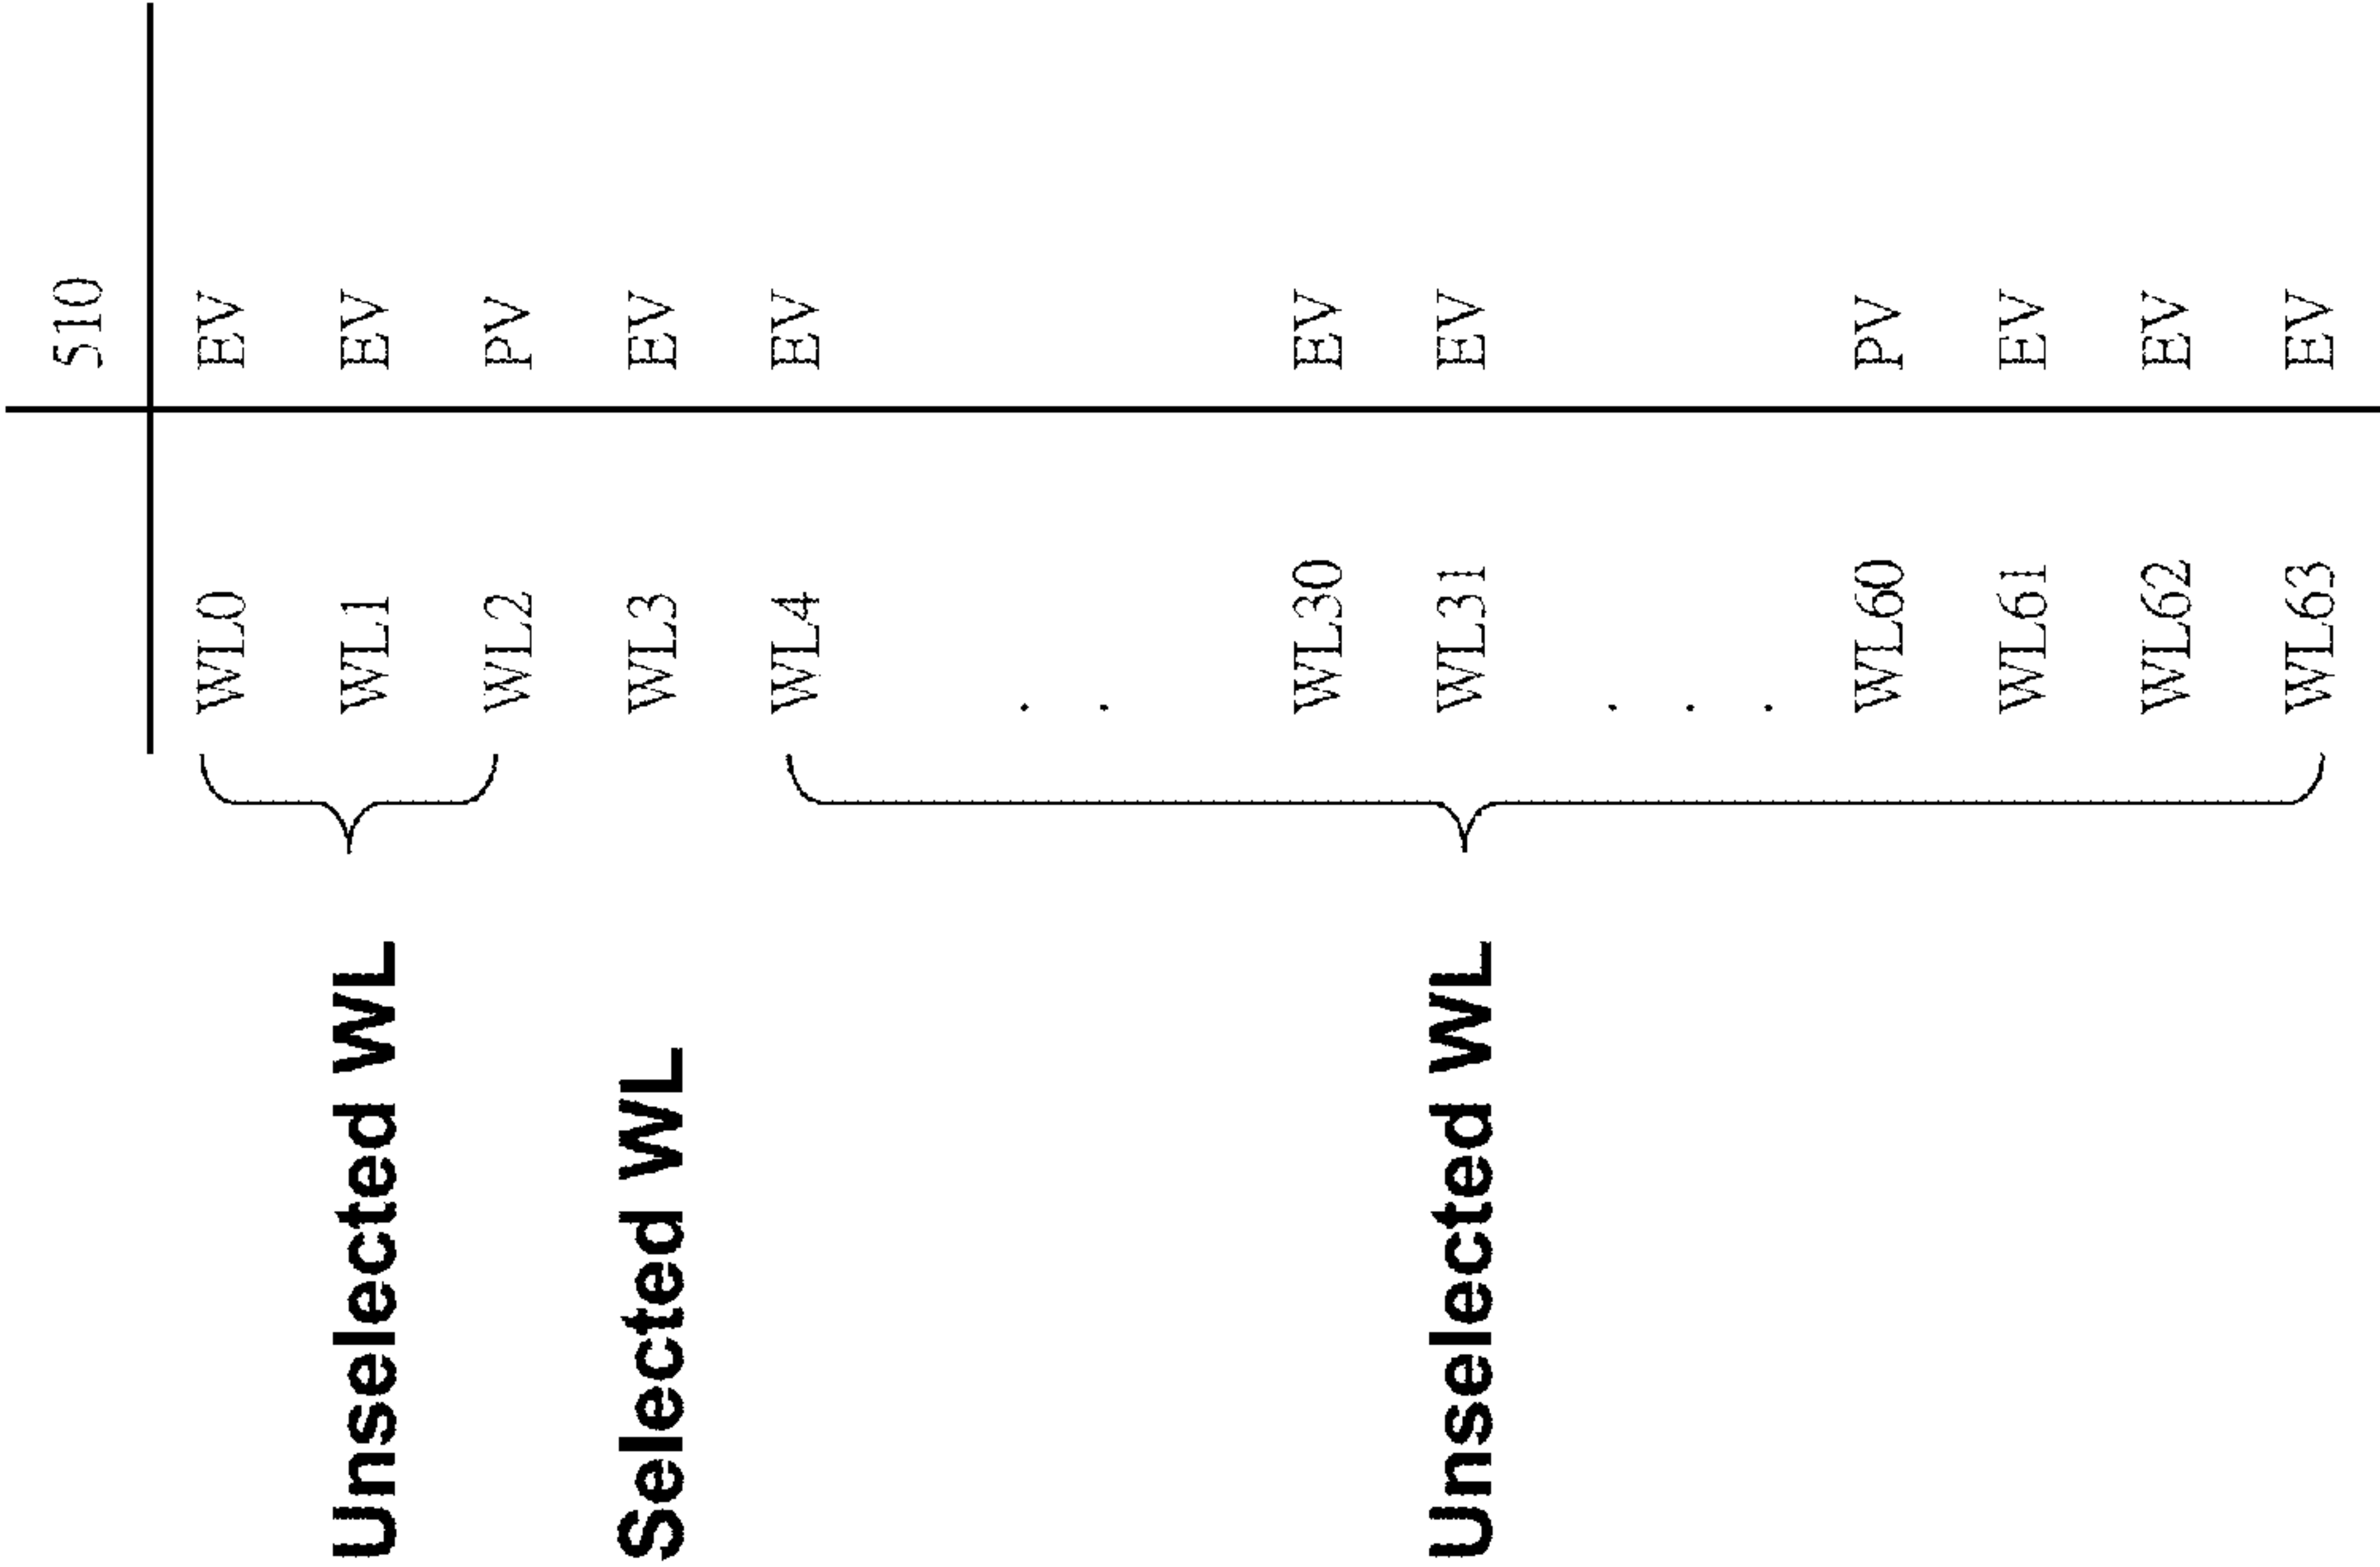 510
WL0 EV
Unselected WL WL1 EV
WL2 PV
Selected WL WL3 EV
WL4 EV
.
.
WL30 EV
Unselected WL WL31 EV
.
.
.
WL60 PV
WL61 EV
WL62 EV
WL63 EV